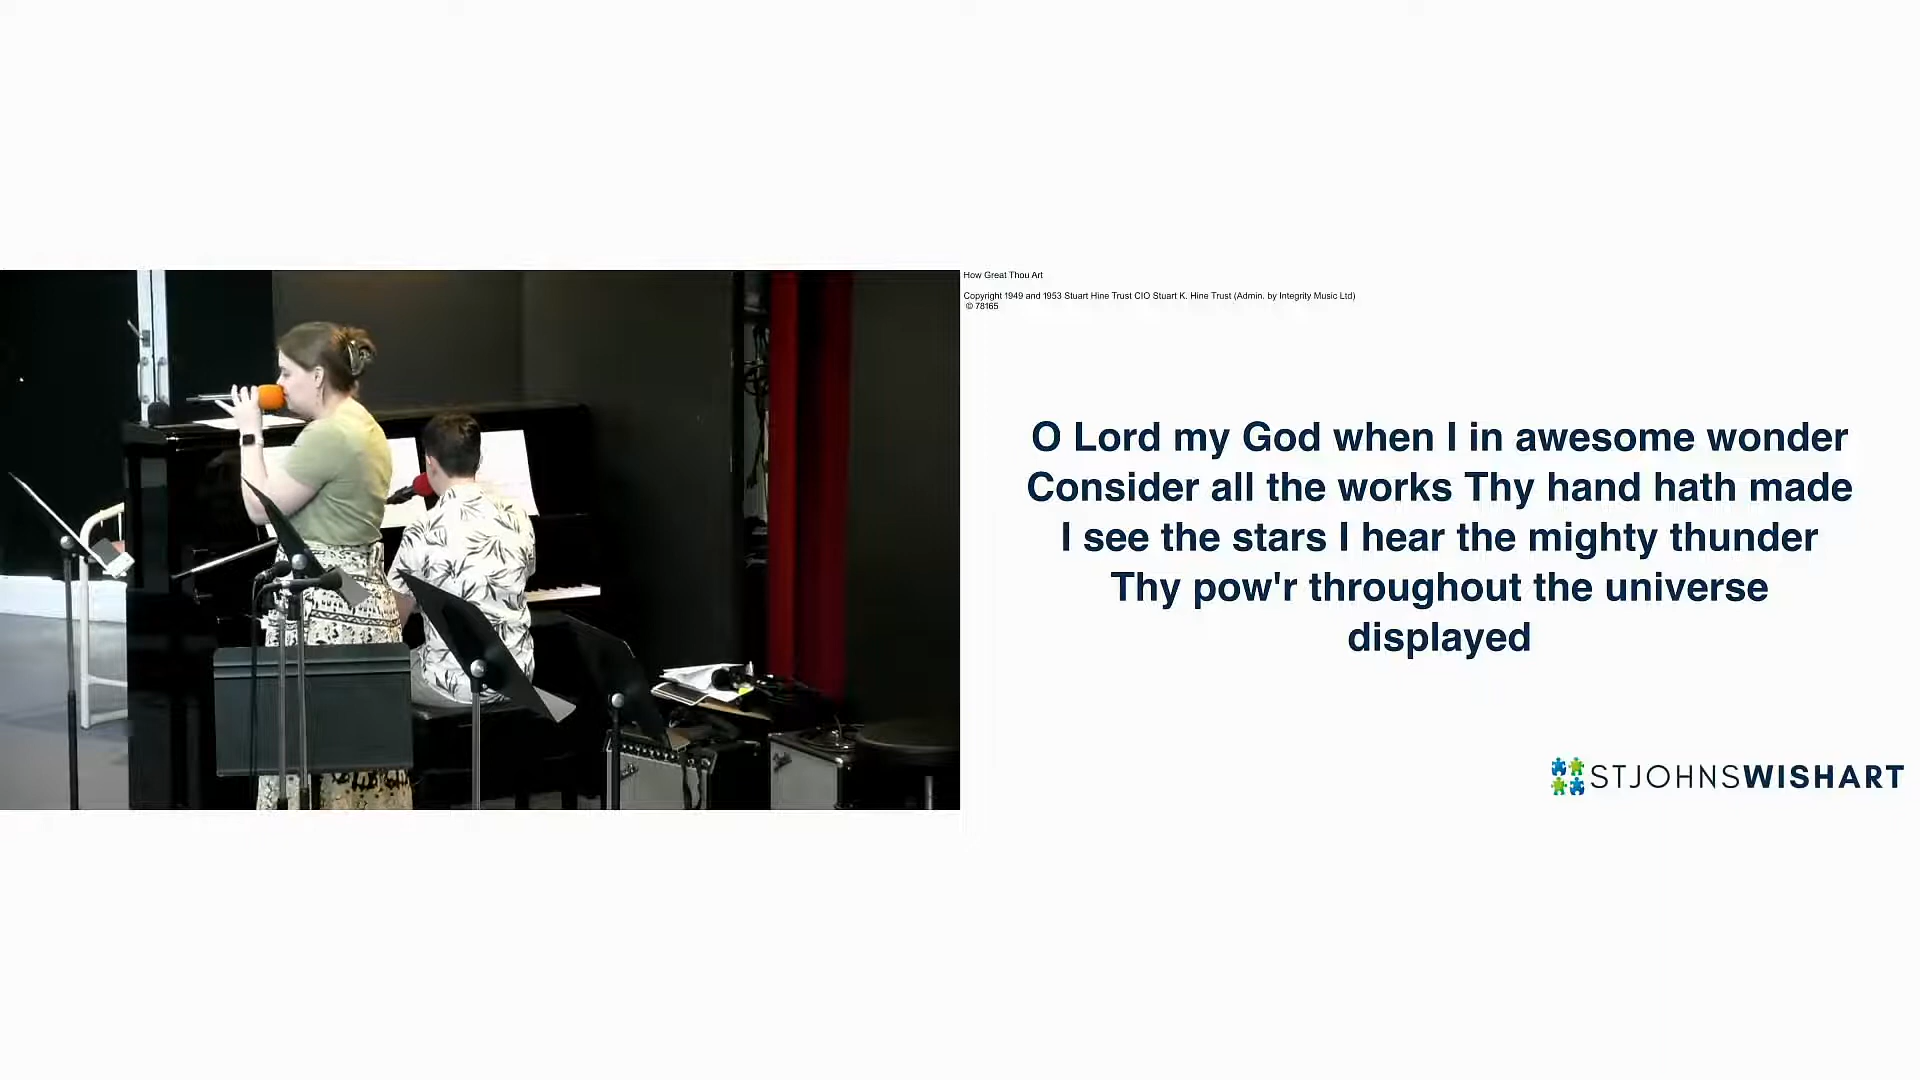 How Great Thou Art
Copyright 1949 and 1953 Stuart Hine Trust CIO Stuart K. Hine Trust (Admin. by Integrity Music Ltd)
© 78165
O Lord my God when I in awesome wonder
Consider all the works Thy hand hath made
I see the stars I hear the mighty thunder
Thy pow'r throughout the universe
displayed
STJOHNSWISHART